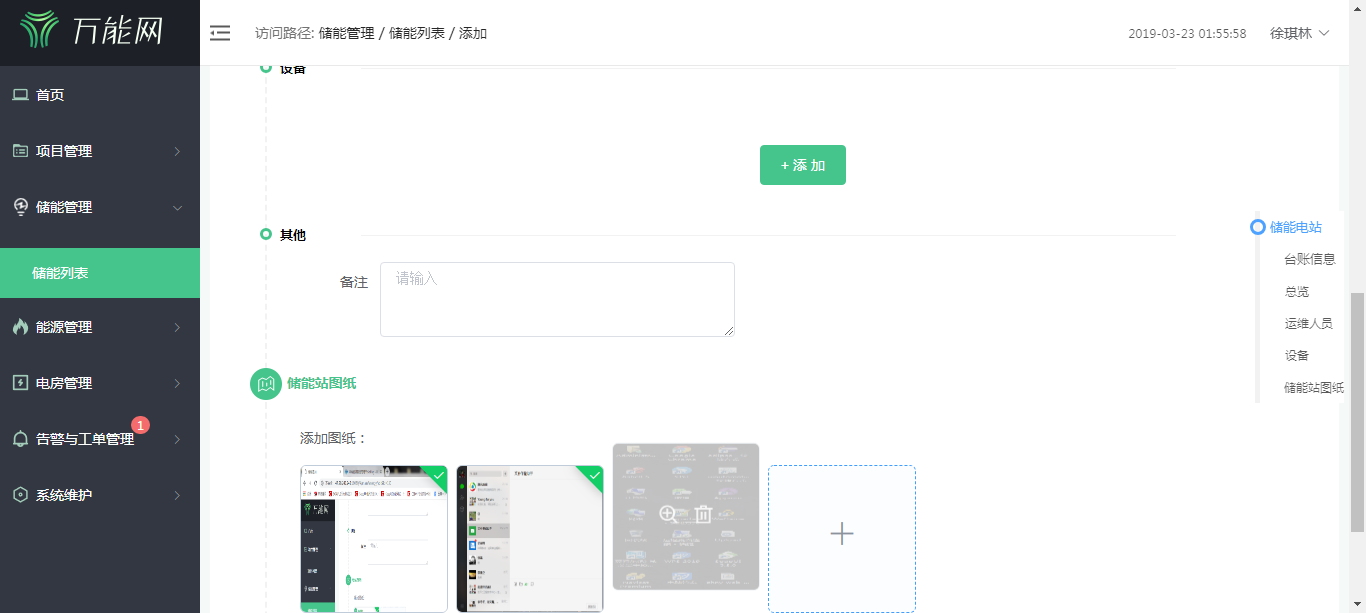 万能网
访问路径: 储能管理 / 储能列表 / 添加
2019-03-23 01:55:58
徐琪林
首页
项目管理
储能管理
储能列表
能源管理
电房管理
告警与工单管理
1
系统维护
设备
+ 添 加
其他
备注
请输入
储能站图纸
添加图纸：
储能电站
台账信息
总览
运维人员
设备
储能站图纸